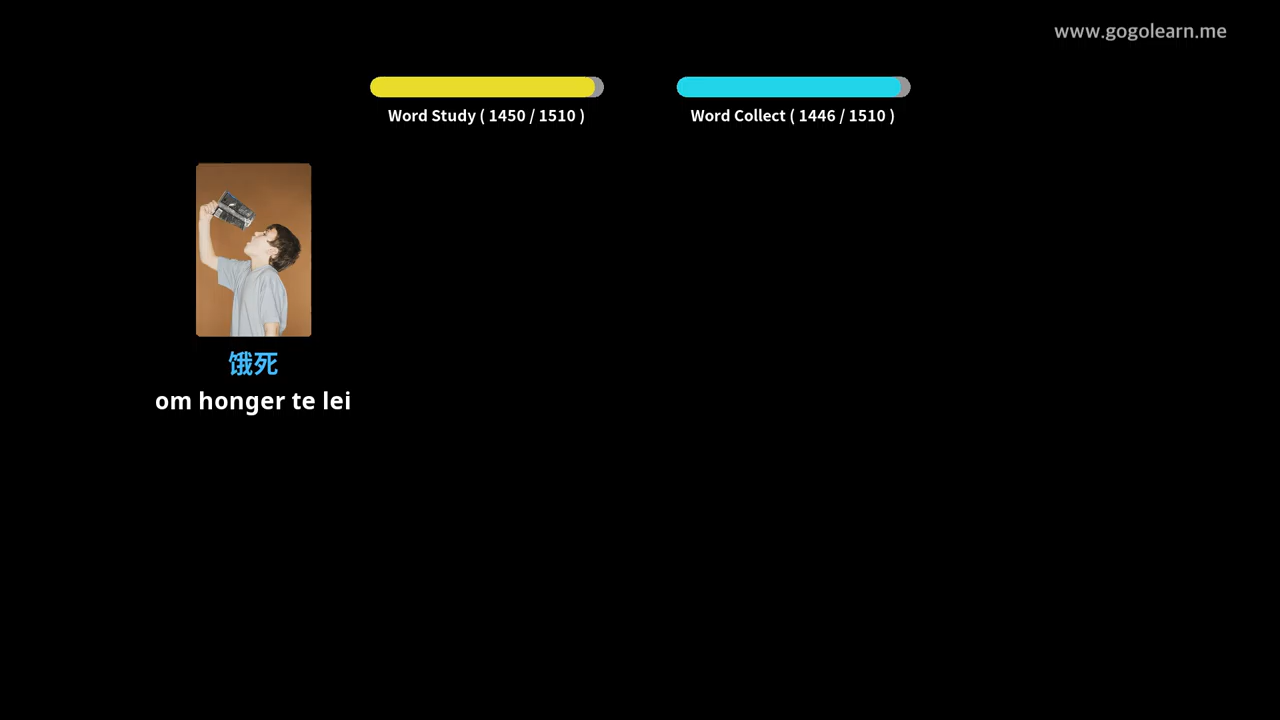 www.gogolearn.me
Word Study ( 1450 / 1510 )
Word Collect ( 1446 / 1510 )
饿死
om honger te lei